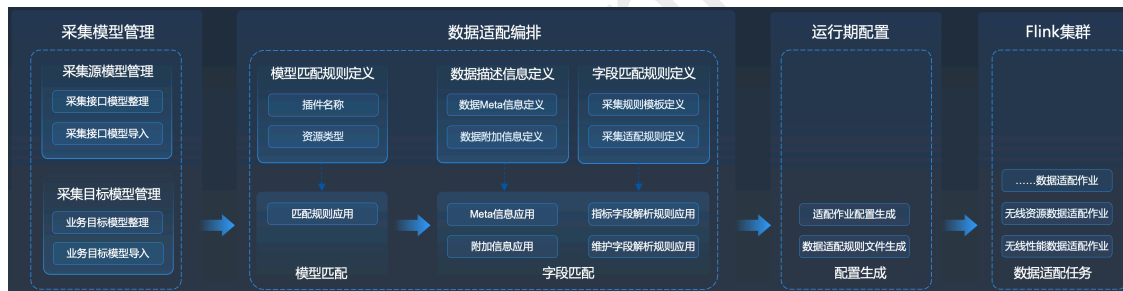 采集模型管理
采集源模型管理
采集接口模型整理
采集接口模型导入
采集目标模型管理
业务目标模型整理
业务目标模型导入
数据适配编排
模型匹配规则定义
插件名称
资源类型
匹配规则应用
模型匹配
数据描述信息定义
数据Meta信息定义
数据附加信息定义
字段匹配规则定义
采集规则模板定义
采集适配规则定义
Meta信息应用
指标字段解析规则应用
附加信息应用
维护字段解析规则应用
字段匹配
运行期配置
适配作业配置生成
数据适配规则文件生成
配置生成
Flink集群
……数据适配作业
无线资源数据适配作业
无线性能数据适配作业
数据适配任务